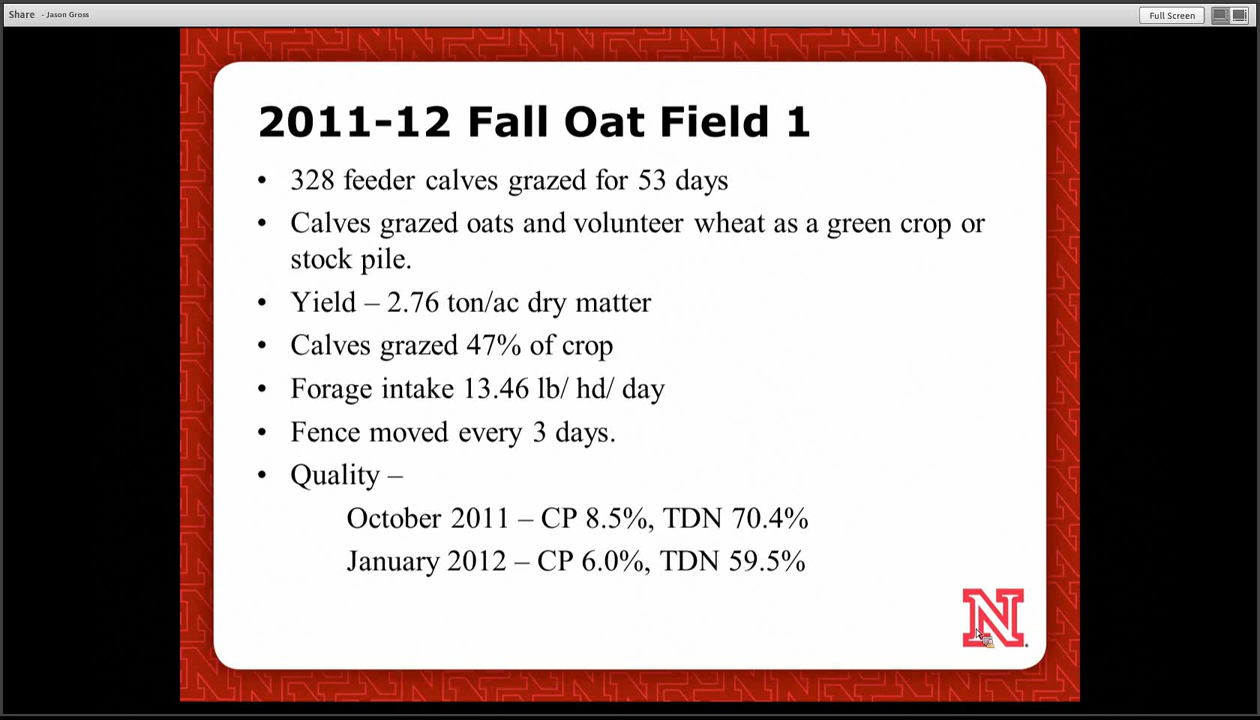 Share - Jason Gross
Full Screen
2011-12 Fall Oat Field 1
• 328 feeder calves grazed for 53 days
• Calves grazed oats and volunteer wheat as a green crop or
stock pile.
• Yield – 2.76 ton/ac dry matter
• Calves grazed 47% of crop
• Forage intake 13.46 lb/ hd/ day
• Fence moved every 3 days.
• Quality –
October 2011 – CP 8.5%, TDN 70.4%
January 2012 – CP 6.0%, TDN 59.5%
N